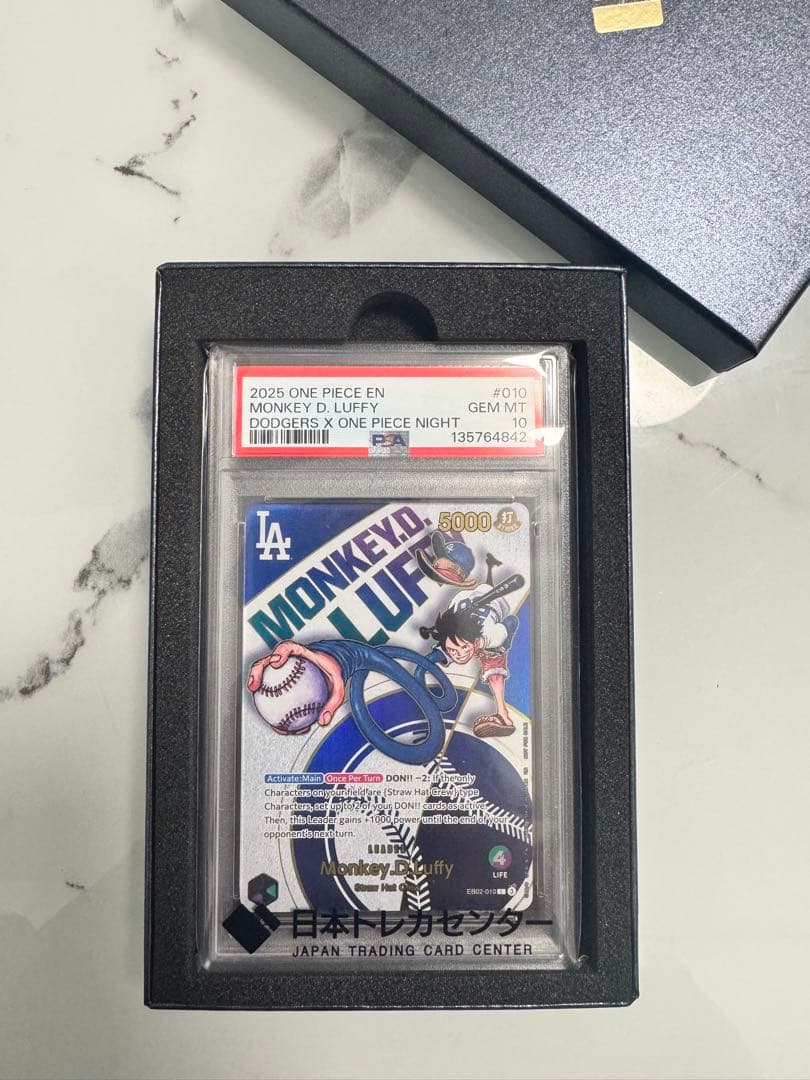 2025 ONE PIECE EN #010
MONKEY D. LUFFY GEM MT
DODGERS X ONE PIECE NIGHT 10
PSA 135764842
LA
5000 打
MONKEY.D.
LUF
4
Activate:Main Once Per Turn DON!! −2: If the only
Characters on your field are {Straw Hat Crew} type
Characters, set up to 2 of your DON!! cards as active.
Then, this Leader gains +1000 power until the end of your
opponent's next turn.
LEADER
Monkey.D.Luffy
Straw Hat Crew
4
LIFE
EB02-010 L
日本トレカセンター
JAPAN TRADING CARD CENTER